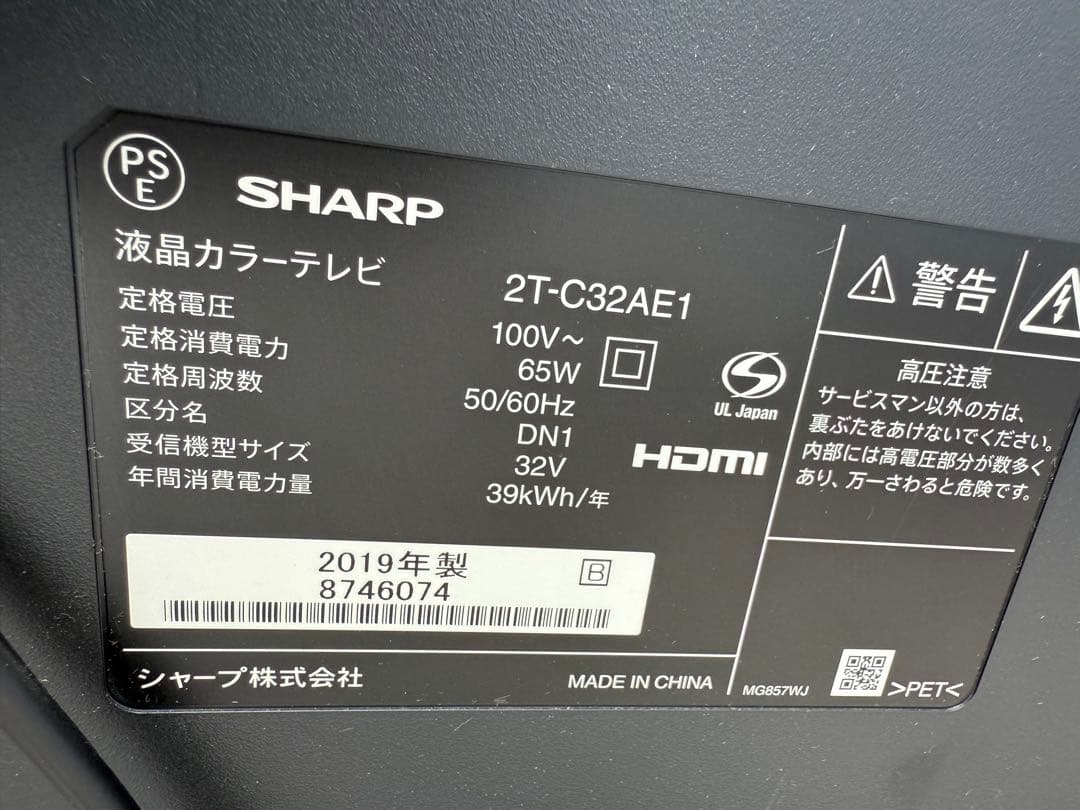 PS
E
SHARP
液晶カラーテレビ 2T-C32AE1
定格電圧 100V～
定格消費電力 65W
定格周波数 50/60Hz
区分名 DN1
受信機型サイズ 32V
年間消費電力量 39kWh/年
UL Japan
HDMI
2019年製 B
8746074
シャープ株式会社 MADE IN CHINA
警告
高圧注意
サービスマン以外の方は、
裏ぶたをあけないでください。
内部には高電圧部分が数多く
あり、万一さわると危険です。
MG857WJ >PET<